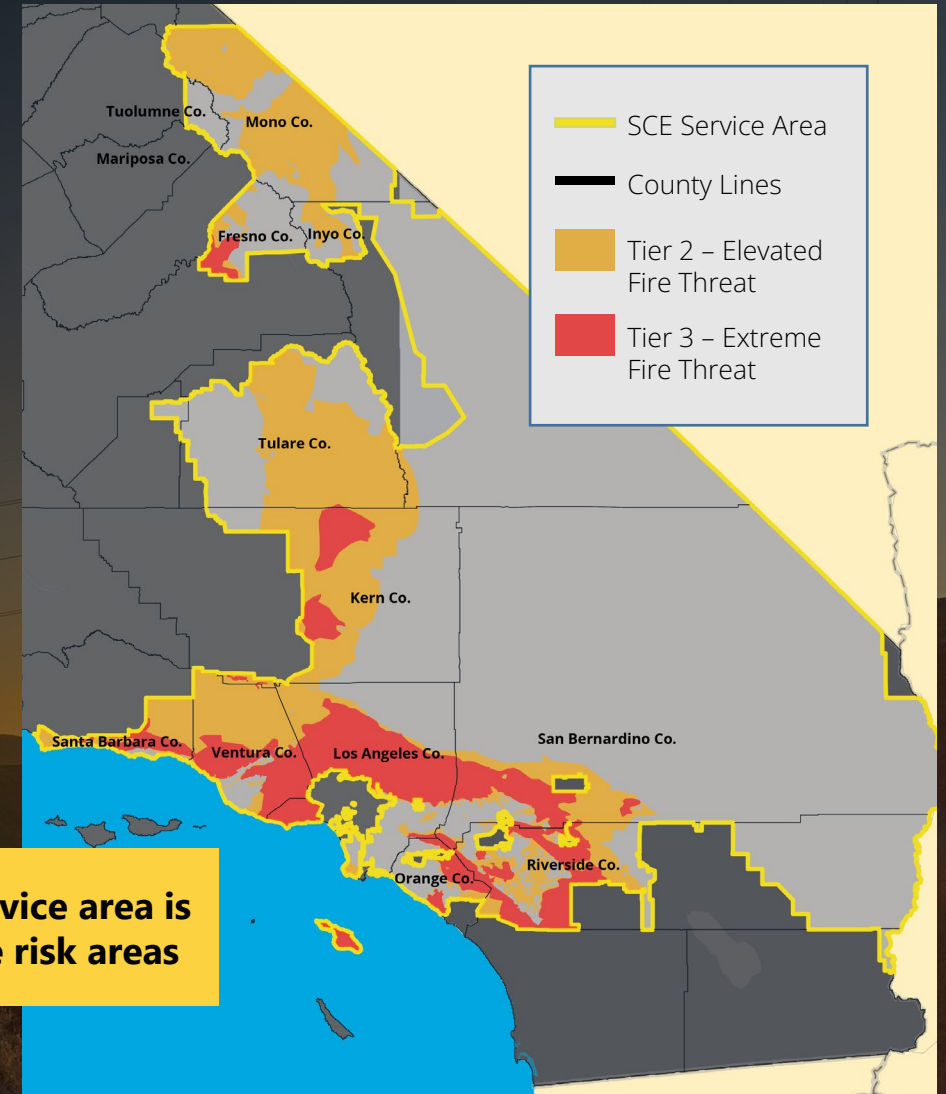 SCE Service Area
County Lines
Tier 2 – Elevated
Fire Threat
Tier 3 – Extreme
Fire Threat
Tuolumne Co.
Mono Co.
Mariposa Co.
Fresno Co.
Inyo Co.
Tulare Co.
Kern Co.
Santa Barbara Co.
Ventura Co.
Los Angeles Co.
San Bernardino Co.
Orange Co.
Riverside Co.
area is
risk areas